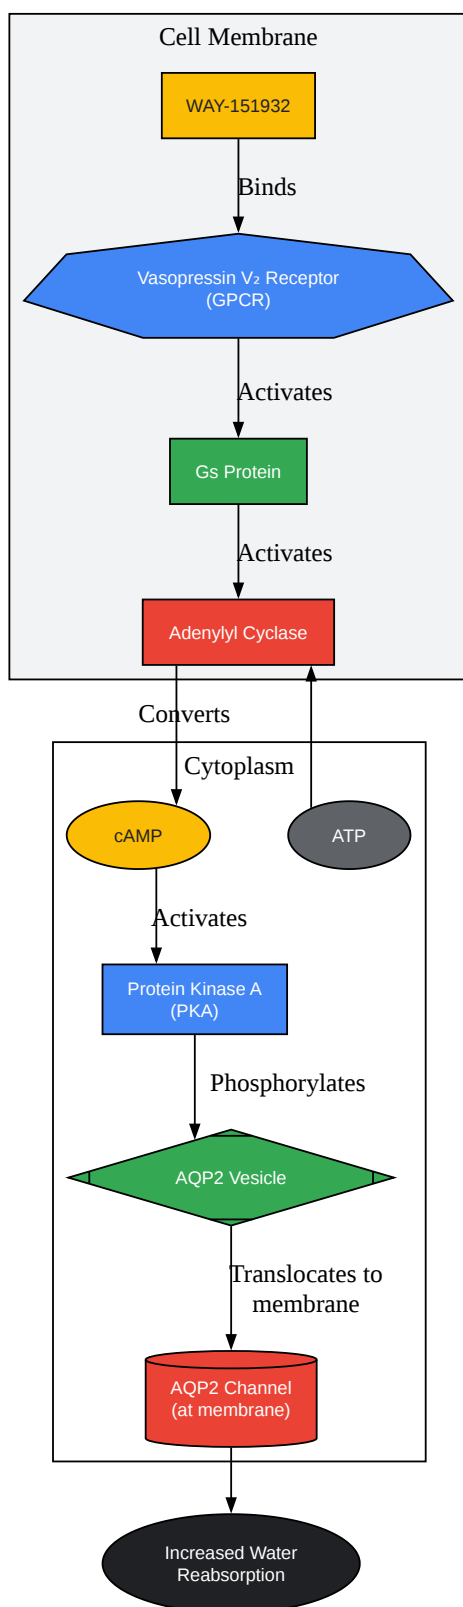 Cell Membrane
WAY-151932
Binds
Vasopressin V₂ Receptor
(GPCR)
Activates
Gs Protein
Activates
Adenylyl Cyclase
Converts
Cytoplasm
cAMP
ATP
Activates
Protein Kinase A
(PKA)
Phosphorylates
AQP2 Vesicle
Translocates to
membrane
AQP2 Channel
(at membrane)
Increased Water
Reabsorption